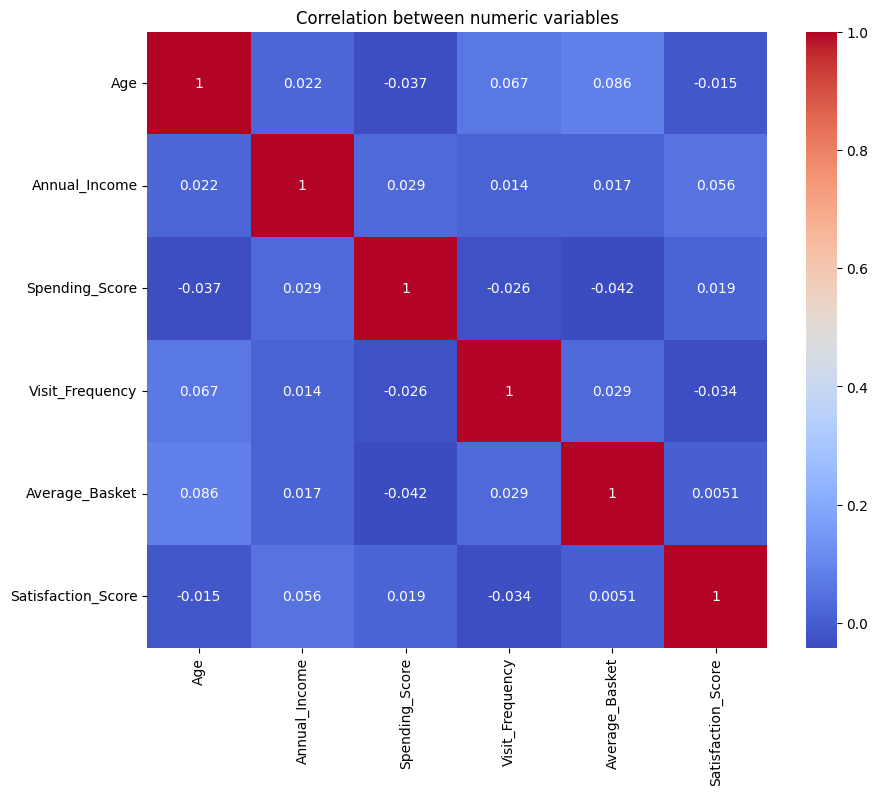 Correlation between numeric variables
Age 1 0.022 -0.037 0.067 0.086 -0.015
Annual_Income 0.022 1 0.029 0.014 0.017 0.056
Spending_Score -0.037 0.029 1 -0.026 -0.042 0.019
Visit_Frequency 0.067 0.014 -0.026 1 0.029 -0.034
Average_Basket 0.086 0.017 -0.042 0.029 1 0.0051
Satisfaction_Score -0.015 0.056 0.019 -0.034 0.0051 1
Age
Annual_Income
Spending_Score
Visit_Frequency
Average_Basket
Satisfaction_Score
1.0
0.8
0.6
0.4
0.2
0.0